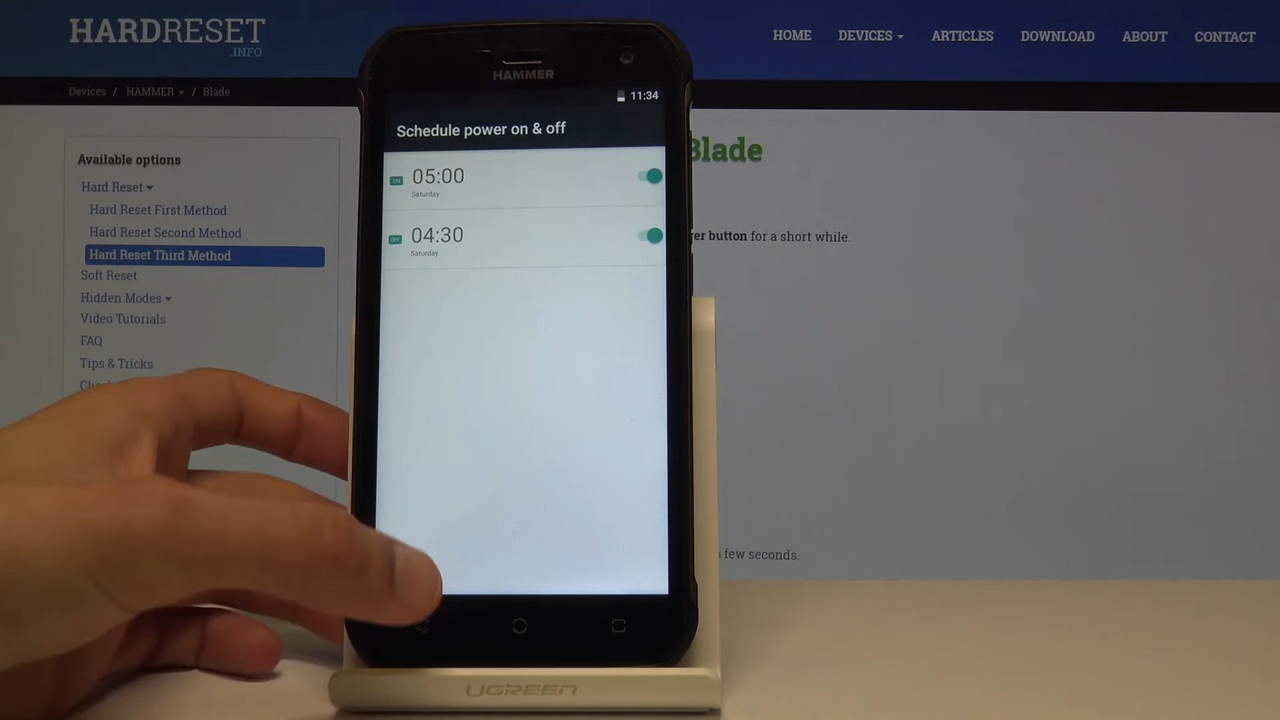 HARDRESET
.INFO
HOME
DEVICES
ARTICLES
DOWNLOAD
ABOUT
CONTACT
Devices / HAMMER / Blade
Available options
Hard Reset
Hard Reset First Method
Hard Reset Second Method
Hard Reset Third Method
Soft Reset
Hidden Modes
Video Tutorials
FAQ
Tips & Tricks
HAMMER
11:34
Schedule power on & off
ON 05:00
Saturday
OFF 04:30
Saturday
Blade
er button for a short while.
few seconds.
UGREEN